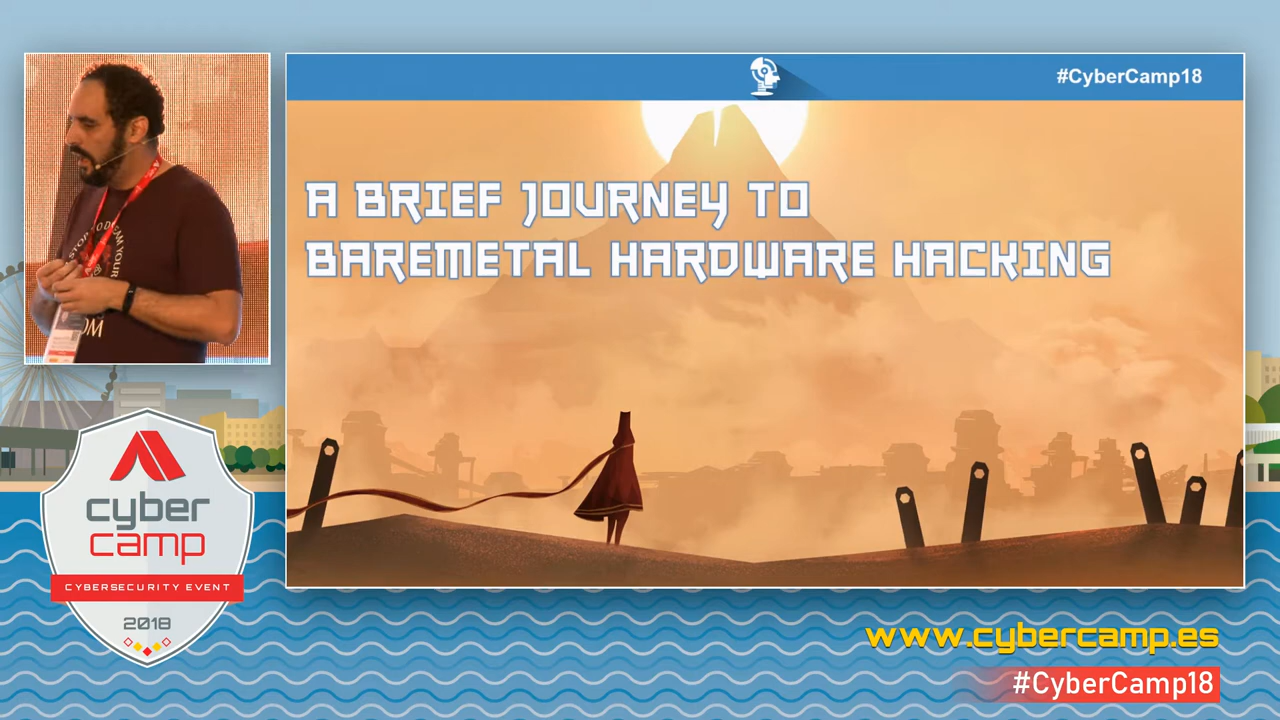 #CyberCamp18
A BRIEF JOURNEY TO
BAREMETAL HARDWARE HACKING
cyber
camp
CYBERSECURITY EVENT
2018
www.cybercamp.es
#CyberCamp18